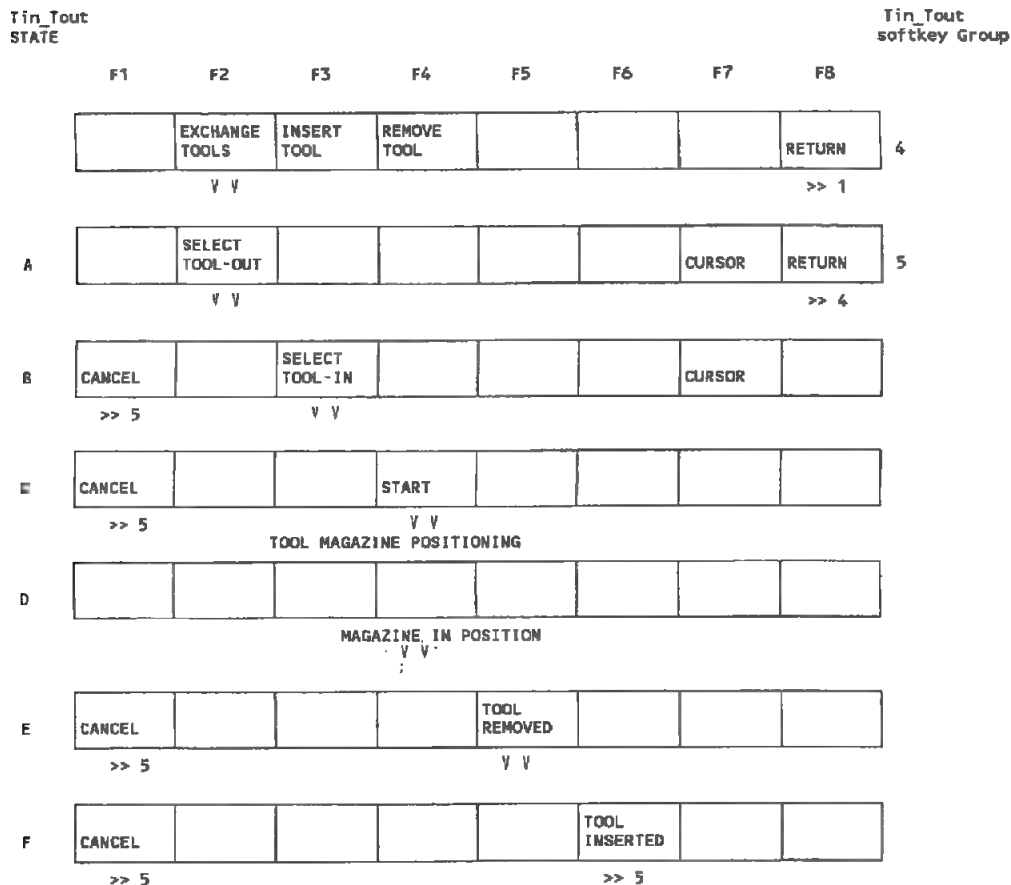 Tin_Tout
STATE
Tin_Tout
softkey Group
F1 F2 F3 F4 F5 F6 F7 F8
EXCHANGE TOOLS INSERT TOOL REMOVE TOOL RETURN 4
V V >> 1
A SELECT TOOL-OUT CURSOR RETURN 5
V V >> 4
B CANCEL SELECT TOOL-IN CURSOR
>> 5 V V
CANCEL START
>> 5 V V
TOOL MAGAZINE POSITIONING
D
MAGAZINE IN POSITION
V V
E CANCEL TOOL REMOVED
>> 5 V V
F CANCEL TOOL INSERTED
>> 5 >> 5